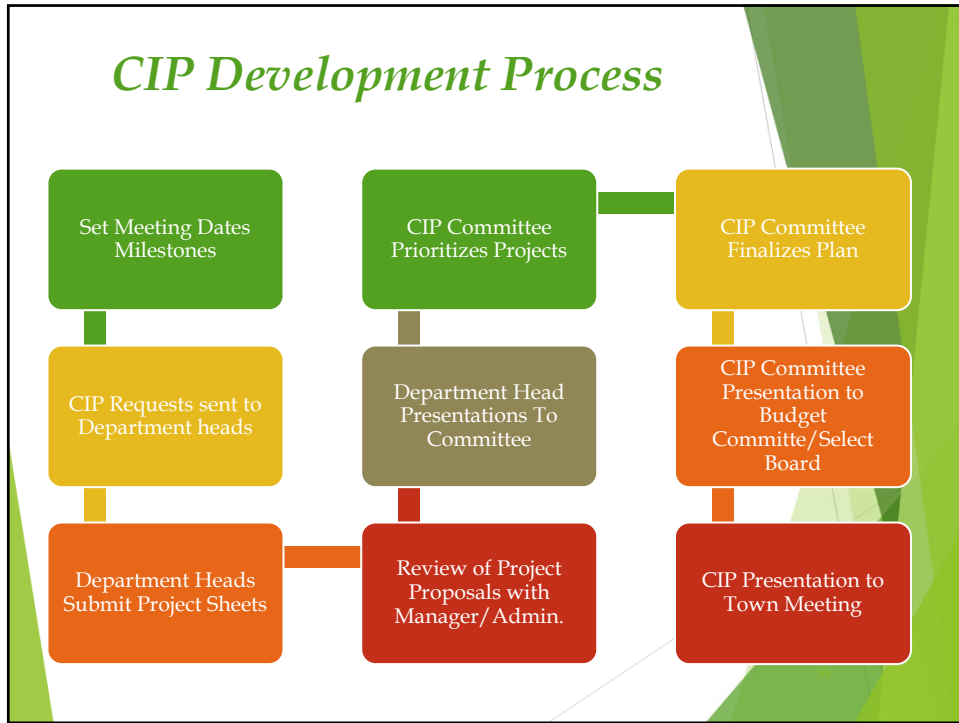 CIP Development Process
Set Meeting Dates
Milestones
CIP Requests sent to
Department heads
Department Heads
Submit Project Sheets
Review of Project
Proposals with
Manager/Admin.
Department Head
Presentations To
Committee
CIP Committee
Prioritizes Projects
CIP Committee
Finalizes Plan
CIP Committee
Presentation to
Budget
Committe/Select
Board
CIP Presentation to
Town Meeting